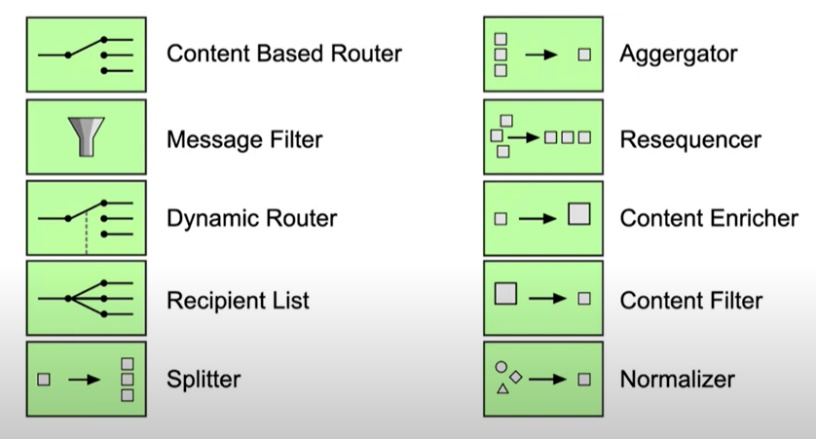 Content Based Router
Message Filter
Dynamic Router
Recipient List
Splitter
Aggergator
Resequencer
Content Enricher
Content Filter
Normalizer